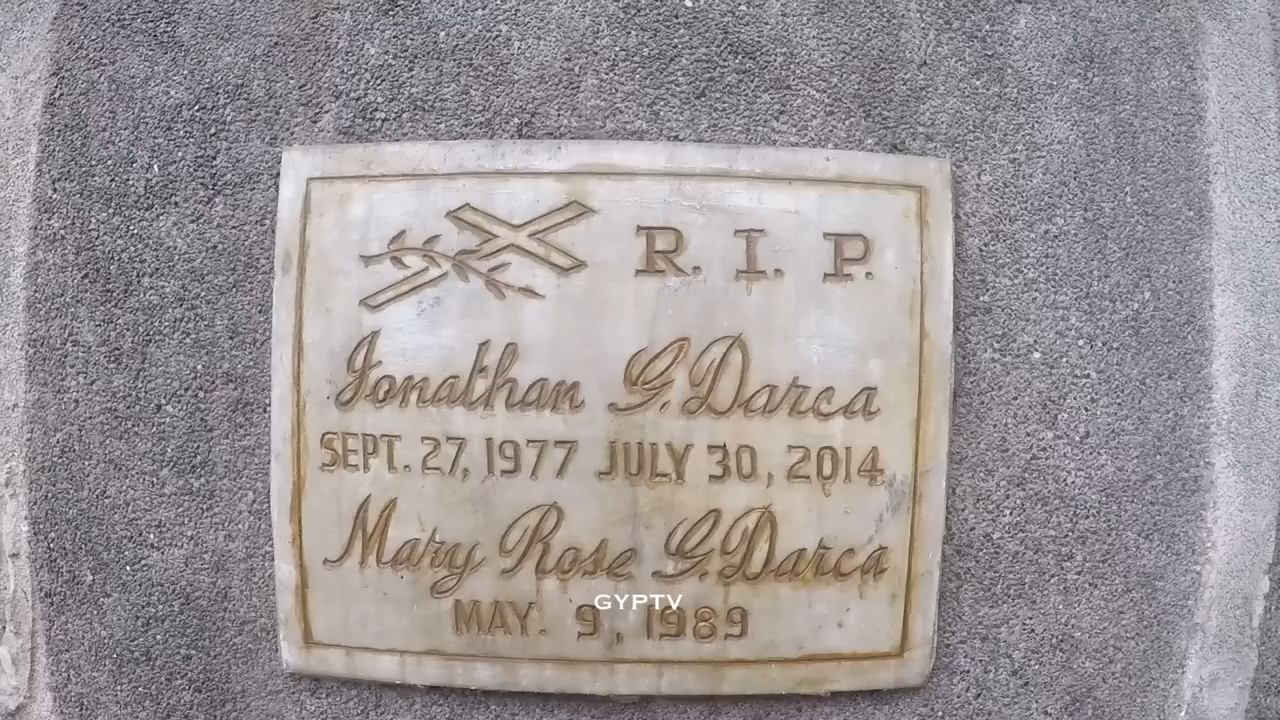 R. I. P.
Jonathan G. Darca
SEPT. 27, 1977 JULY 30, 2014
Mary Rose G. Darca
GYPTV
MAY. 9, 1989